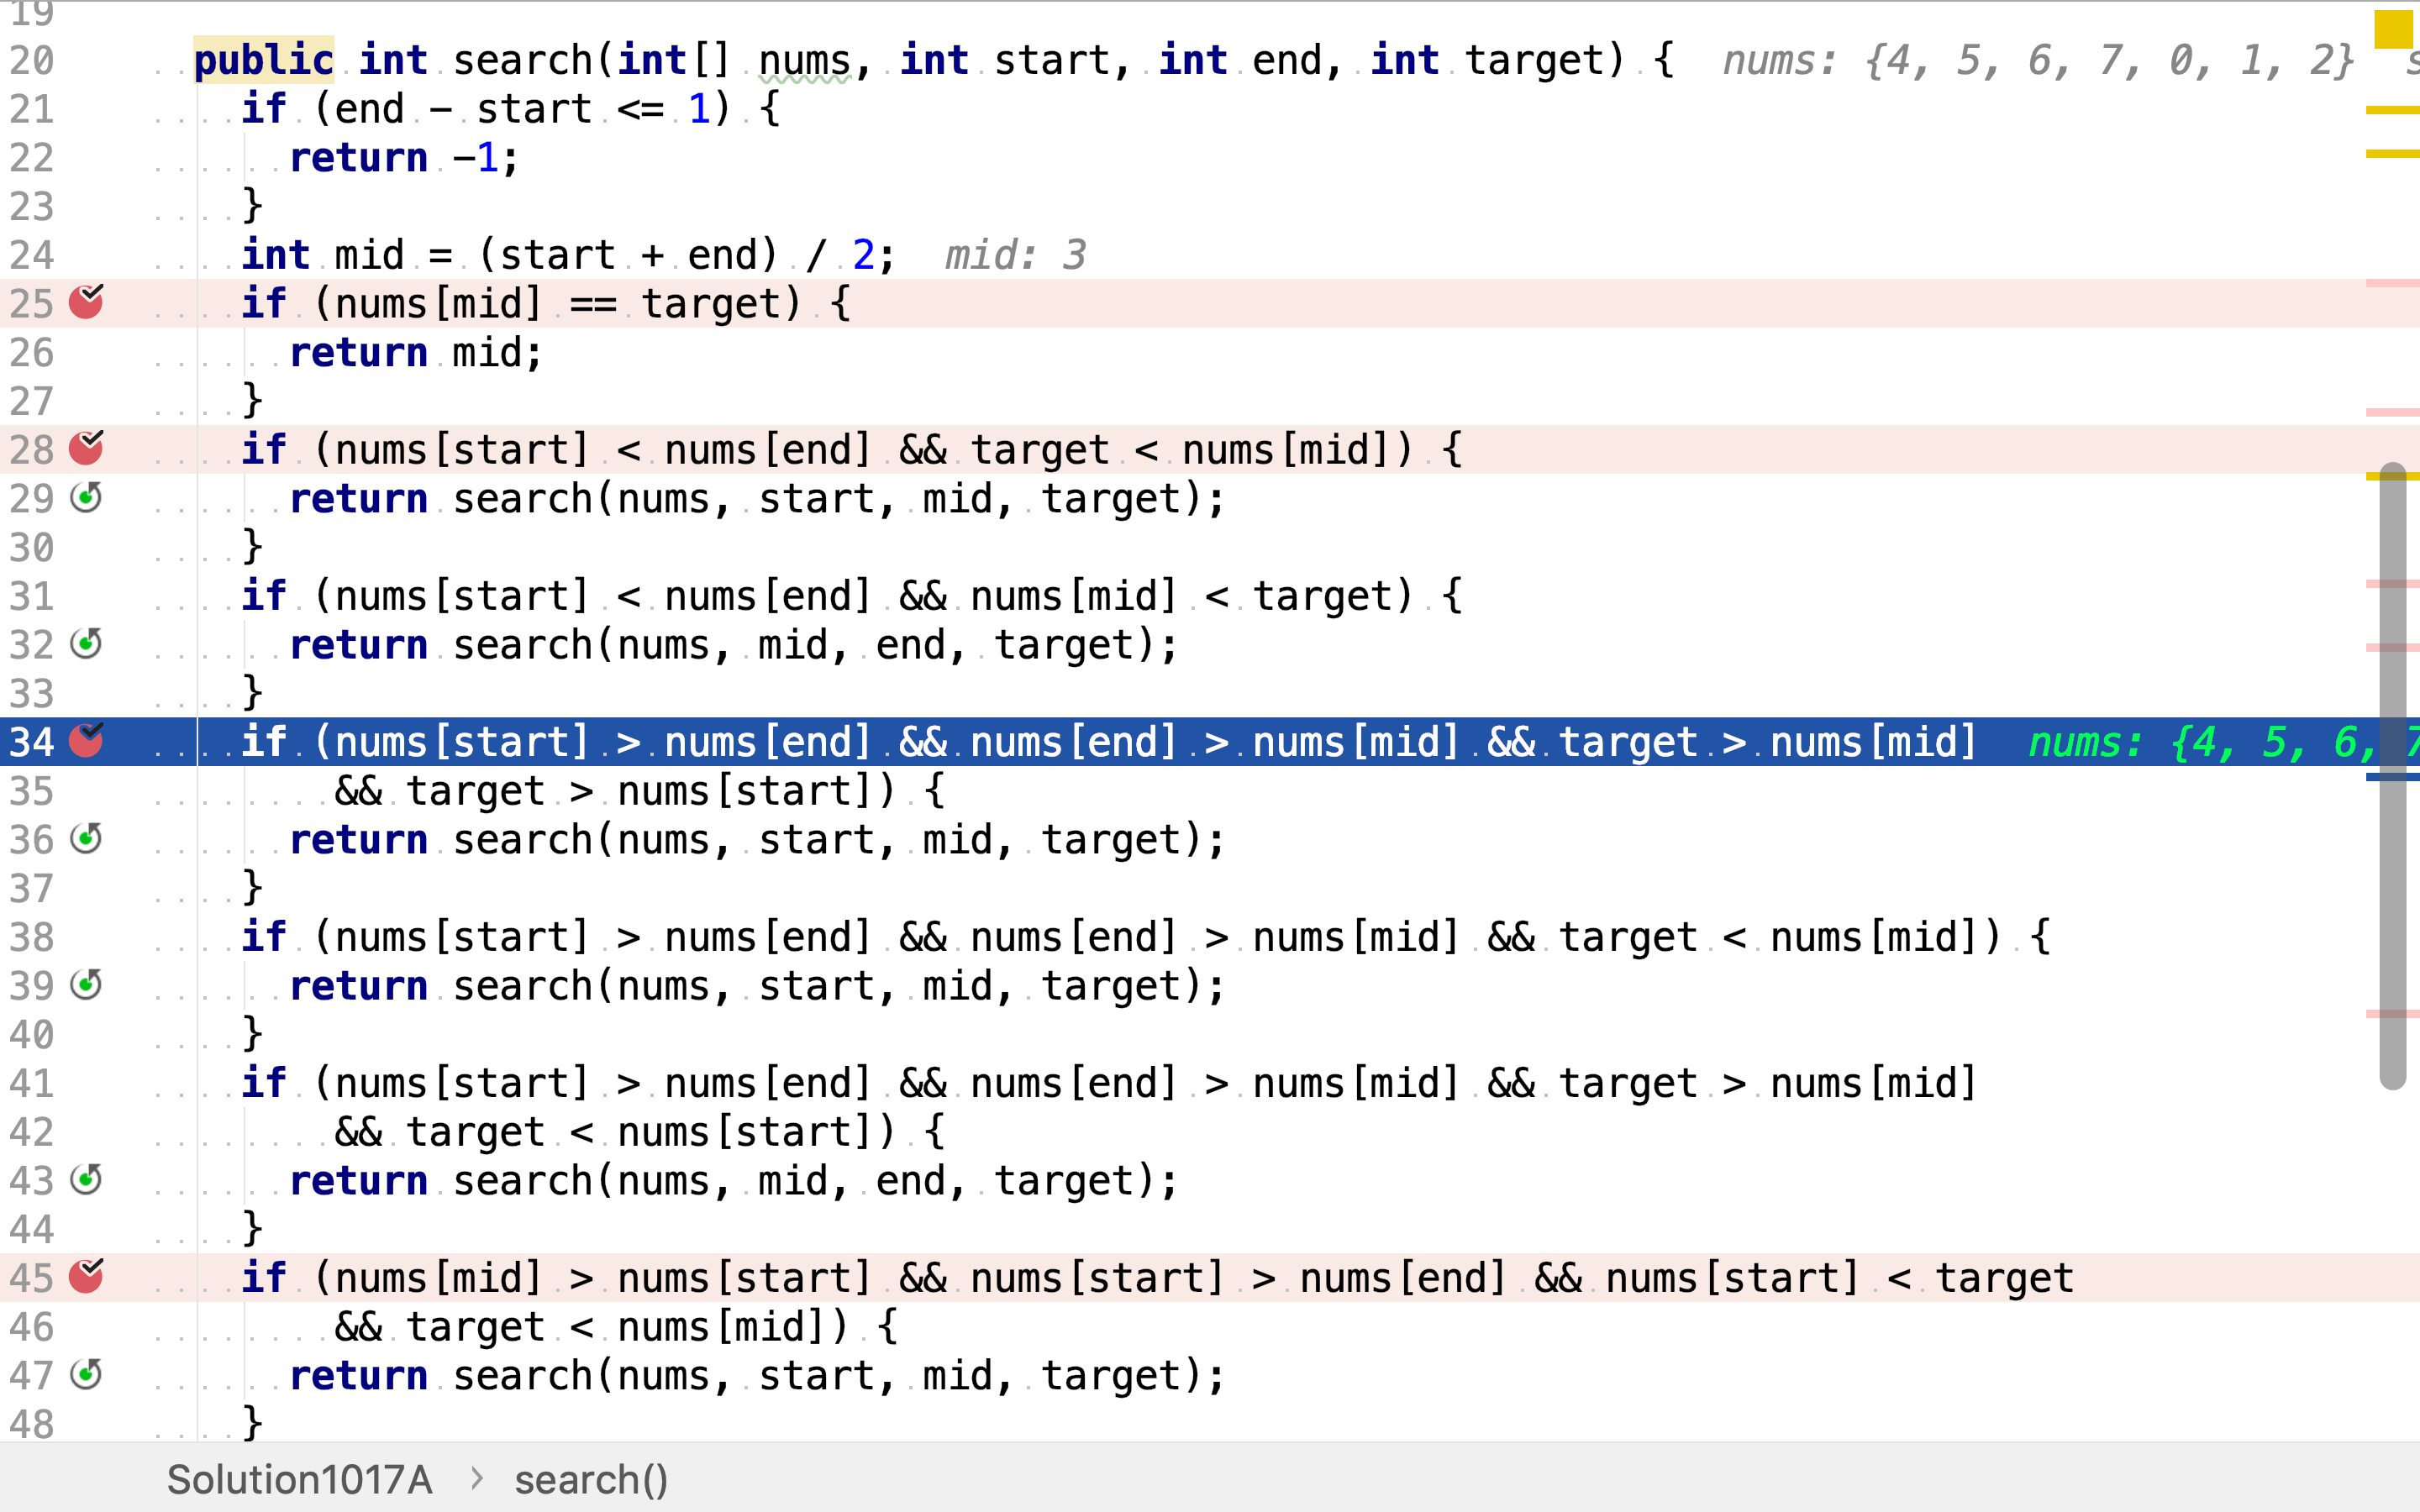 19
20 public int search(int[] nums, int start, int end, int target) { nums: {4, 5, 6, 7, 0, 1, 2} s
21 if (end - start <= 1) {
22 return -1;
23 }
24 int mid = (start + end) / 2; mid: 3
25 if (nums[mid] == target) {
26 return mid;
27 }
28 if (nums[start] < nums[end] && target < nums[mid]) {
29 return search(nums, start, mid, target);
30 }
31 if (nums[start] < nums[end] && nums[mid] < target) {
32 return search(nums, mid, end, target);
33 }
34 if (nums[start] > nums[end] && nums[end] > nums[mid] && target > nums[mid] nums: {4, 5, 6, 7
35 && target > nums[start]) {
36 return search(nums, start, mid, target);
37 }
38 if (nums[start] > nums[end] && nums[end] > nums[mid] && target < nums[mid]) {
39 return search(nums, start, mid, target);
40 }
41 if (nums[start] > nums[end] && nums[end] > nums[mid] && target > nums[mid]
42 && target < nums[start]) {
43 return search(nums, mid, end, target);
44 }
45 if (nums[mid] > nums[start] && nums[start] > nums[end] && nums[start] < target
46 && target < nums[mid]) {
47 return search(nums, start, mid, target);
48 }
Solution1017A > search()